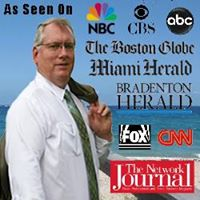 As Seen On
NBC
CBS
abc
The Boston Globe
Miami Herald
BRADENTON
HERALD
FOX
CNN
The Network
Journal